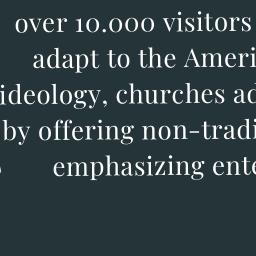 over 10.000 visitors
adapt to the Ameri
ideology, churches ad
by offering non-tradi
emphasizing ente